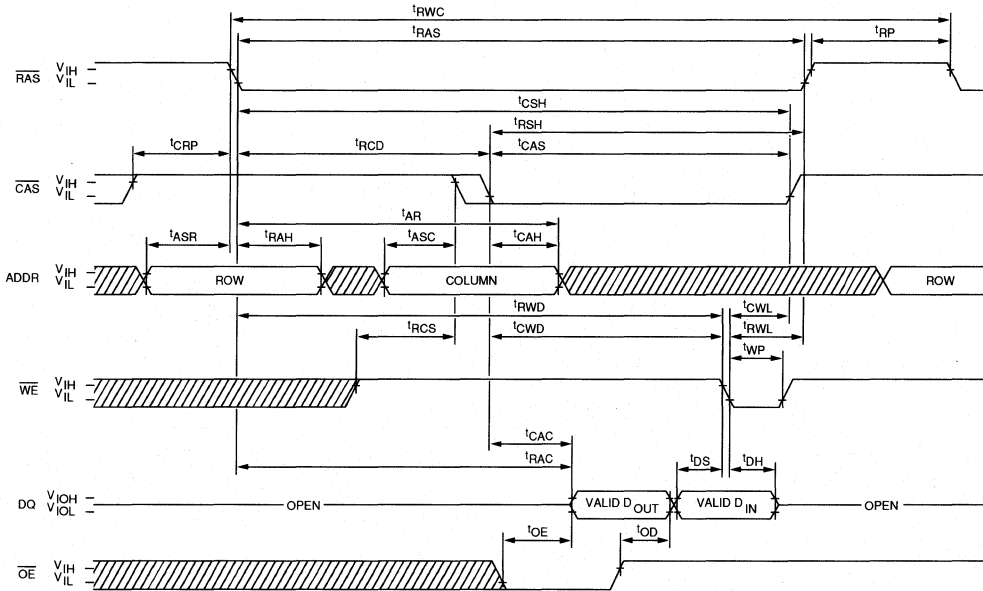 tRWC
tRAS
tRP
RAS VIH
VIL
tCSH
tRSH
tCRP tRCD tCAS
CAS VIH
VIL
tAR
tASR tRAH tASC tCAH
ADDR VIH
VIL
ROW COLUMN ROW
tRWD tCWL
tRCS tCWD tRWL
tWP
WE VIH
VIL
tCAC
tRAC tDS tDH
DQ VIOH
VIOL
OPEN VALID DOUT VALID DIN OPEN
tOE tOD
OE VIH
VIL